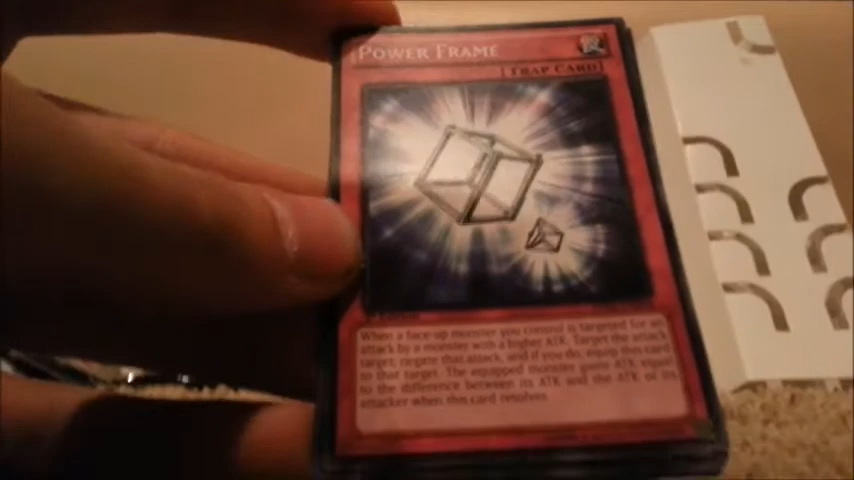 POWER FRAME
[TRAP CARD]
When a face-up monster you control is targeted for an
attack by a monster with a higher ATK: Target the attack
target; negate that attack, and if you do, equip this card
to that target. The equipped monster gains ATK equal
to the difference between its ATK and the ATK of its
attacker when this card resolves.